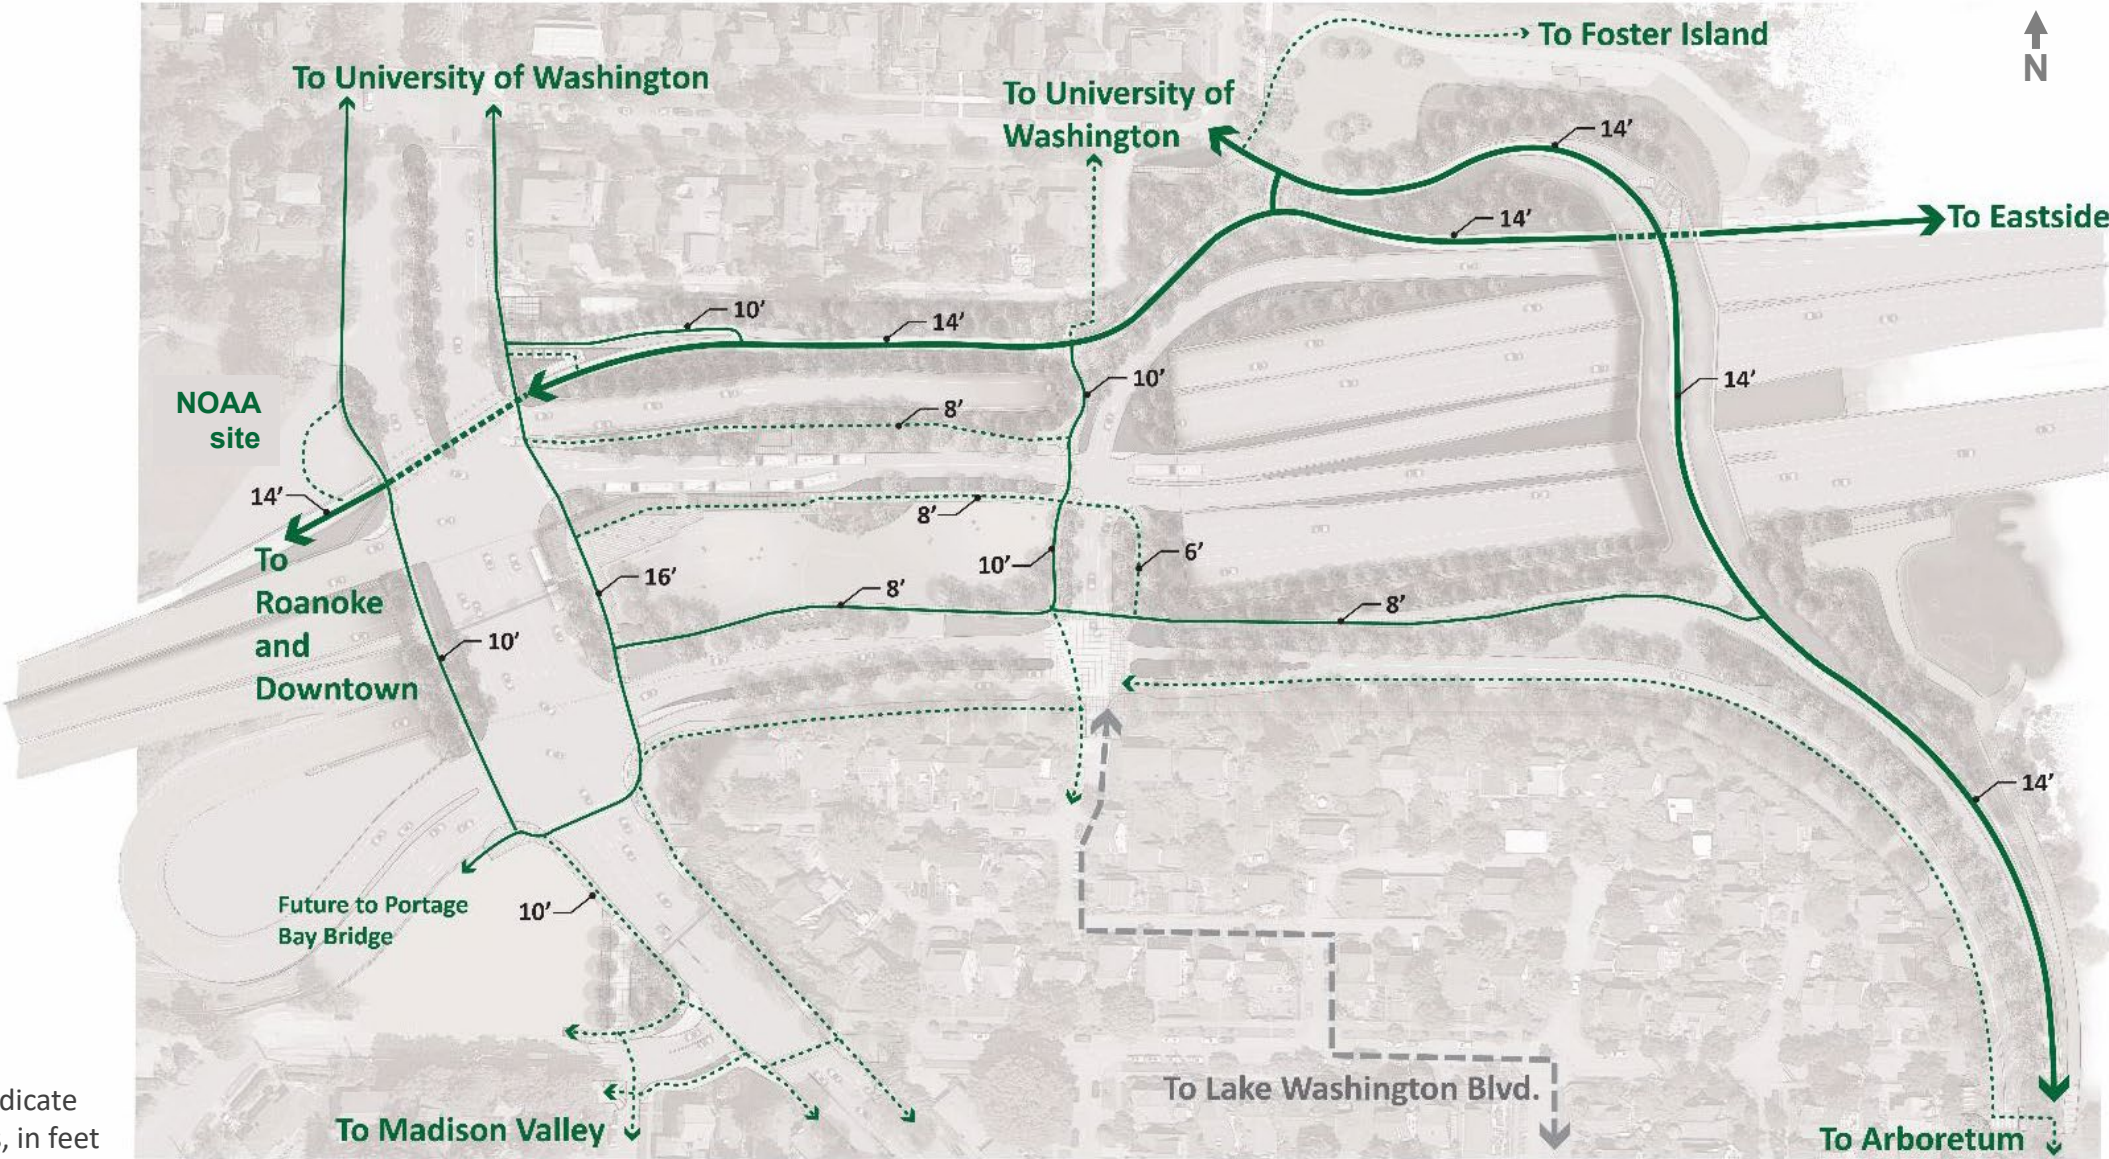 To Foster Island
N
To University of Washington
To University of
Washington
14'
14'
To Eastside
10'
14'
10'
14'
NOAA
site
8'
14'
8'
To
Roanoke
and
Downtown
10'
6'
16'
8'
8'
10'
14'
Future to Portage
Bay Bridge
10'
To Lake Washington Blvd.
dicate
, in feet
To Madison Valley
To Arboretum